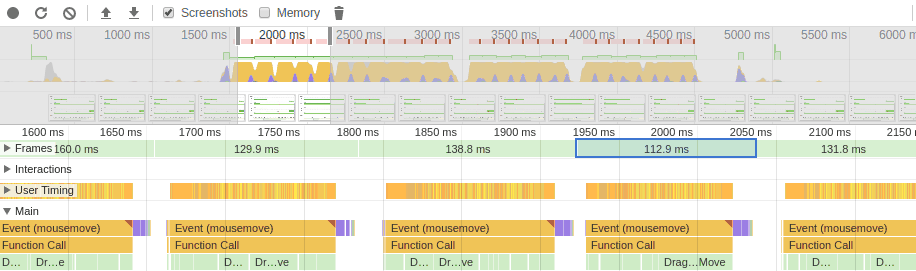 Screenshots Memory
500 ms 1000 ms 1500 ms 2000 ms 2500 ms 3000 ms 3500 ms 4000 ms 4500 ms 5000 ms 5500 ms 6000
1600 ms 1650 ms 1700 ms 1750 ms 1800 ms 1850 ms 1900 ms 1950 ms 2000 ms 2050 ms 2100 ms 2150
Frames 160.0 ms 129.9 ms 138.8 ms 112.9 ms 131.8 ms
Interactions
User Timing
Main
Event (mousemove) Event (mousemove) Event (mousemove) Event (mousemove) Event (mousemove)
Function Call Function Call Function Call Function Call Function Call
D... Dr...e D... Dr...ve D... Dr...ve Drag...Move D... D...